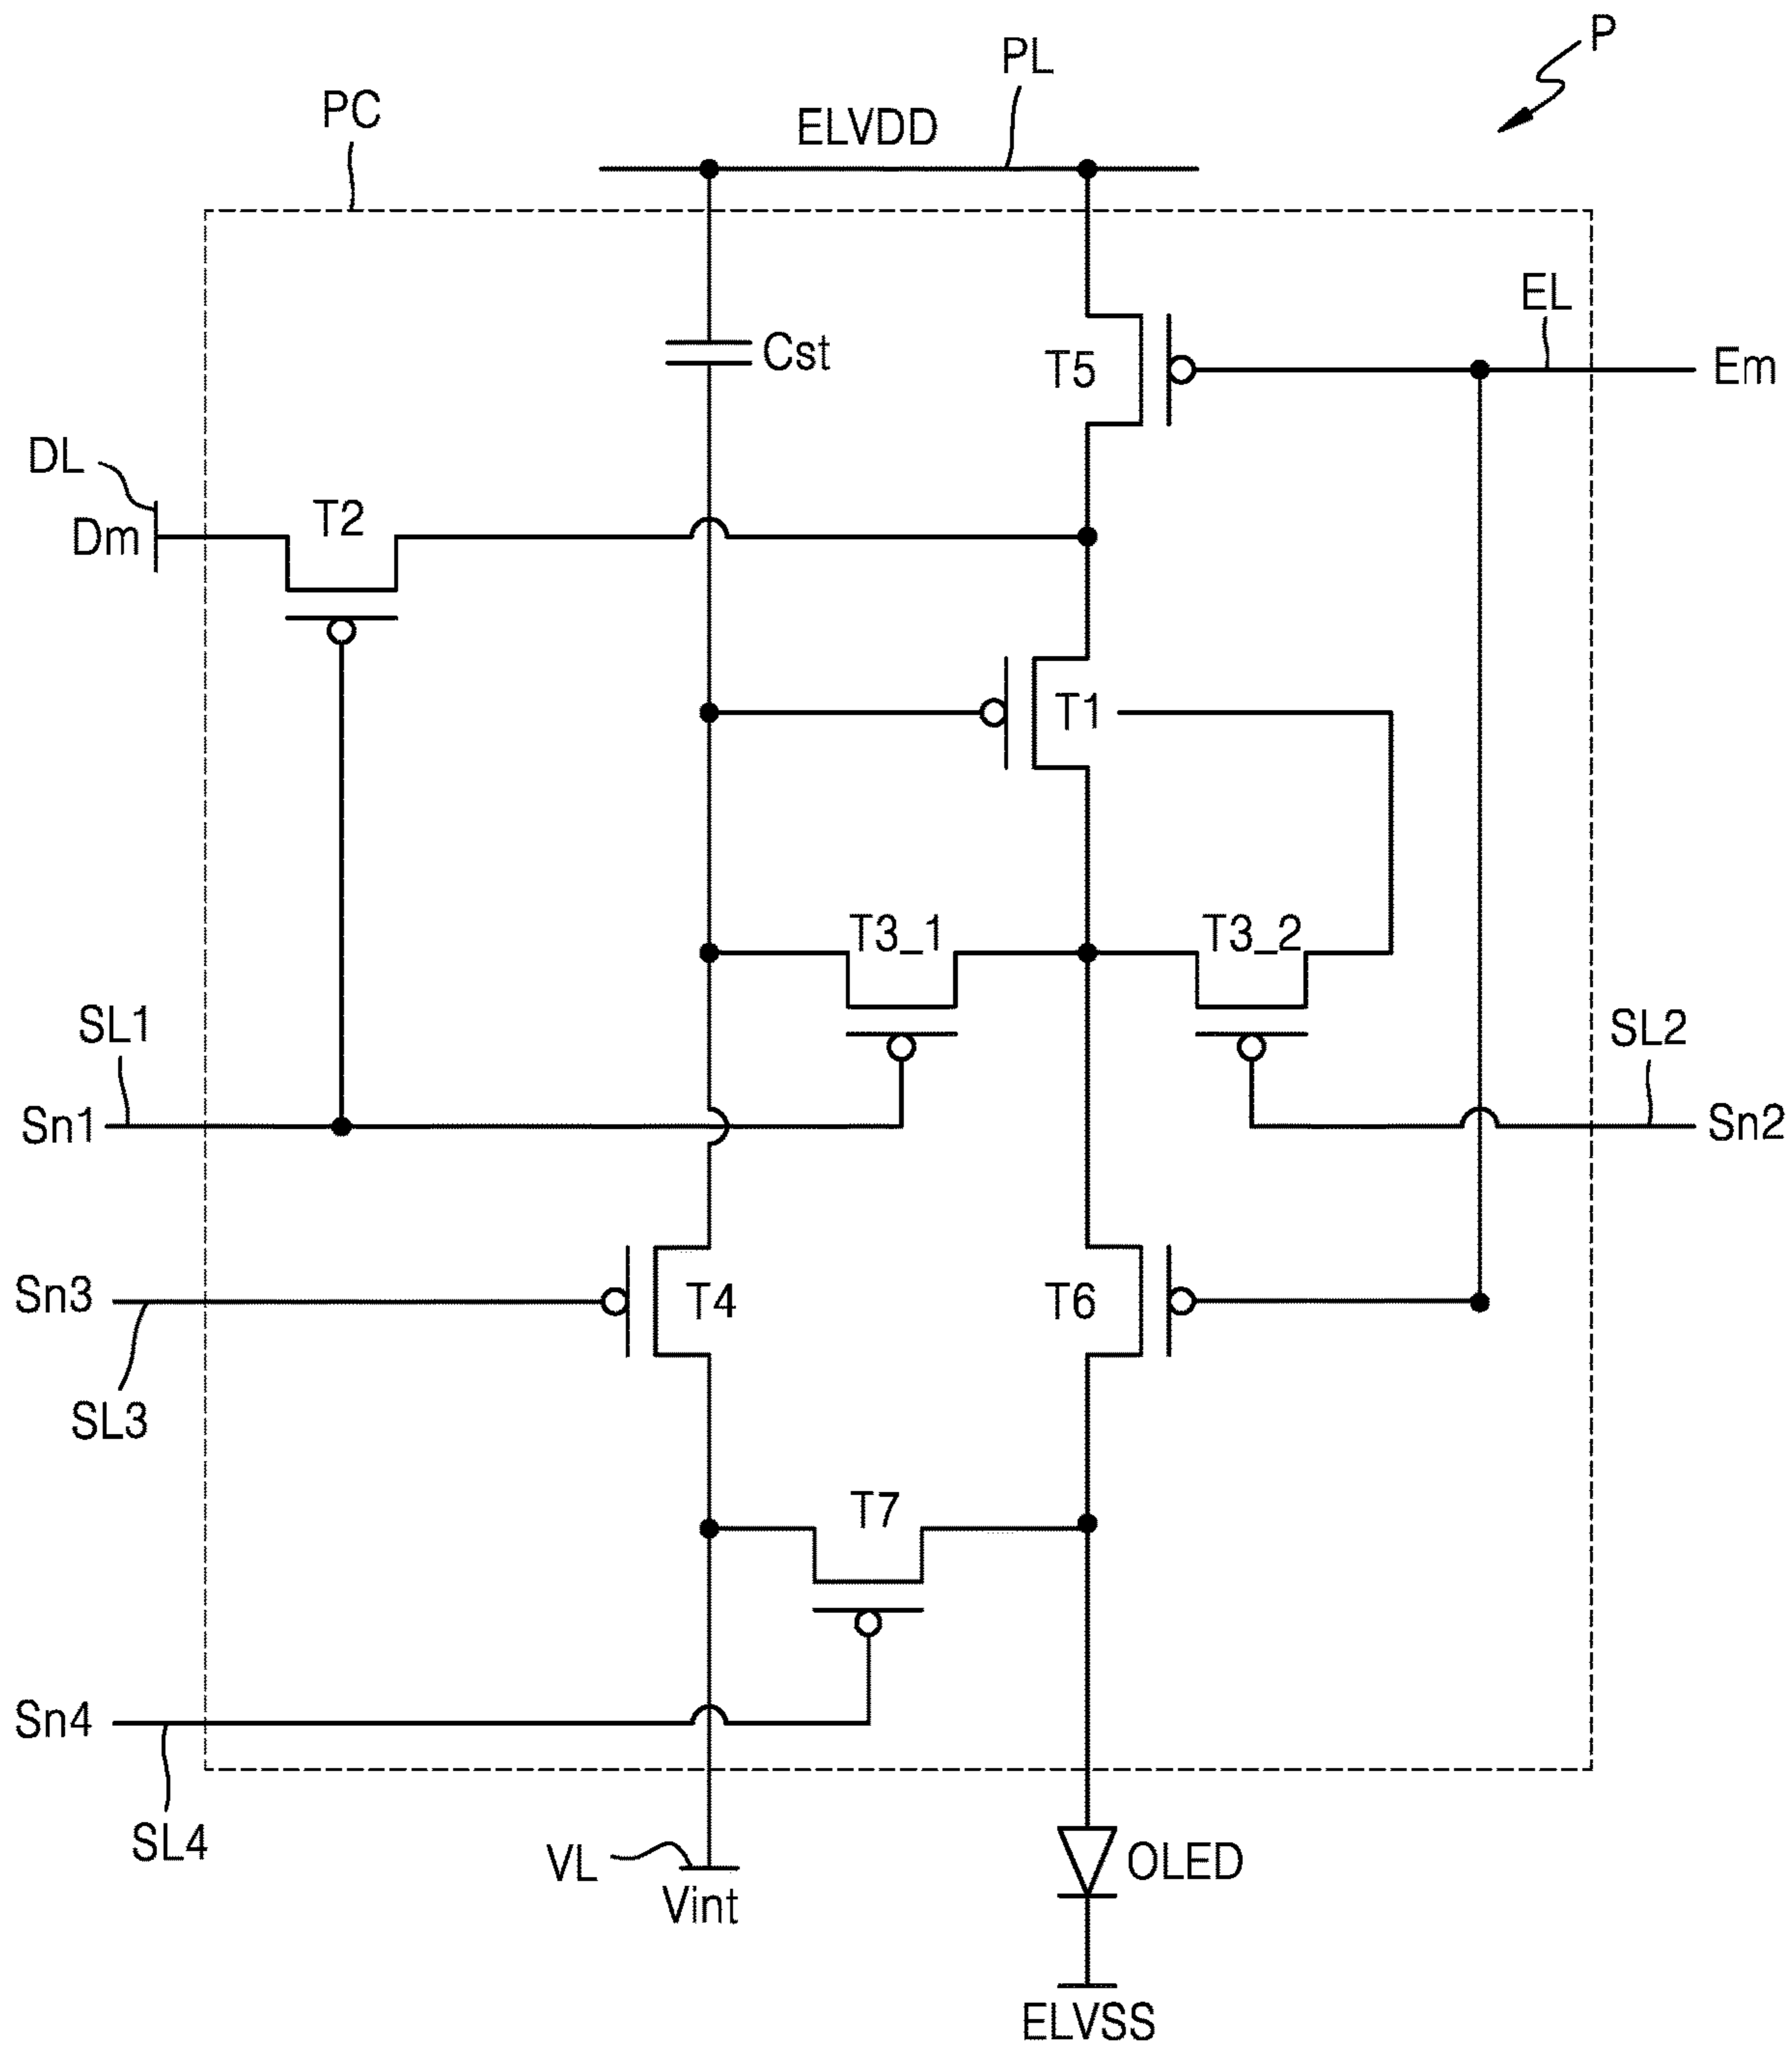 P
PL
PC
ELVDD
EL
Cst
T5
Em
DL
T2
Dm
T1
T3_1
T3_2
SL1
SL2
Sn1
Sn2
Sn3
T4
T6
SL3
T7
Sn4
SL4
VL
OLED
Vint
ELVSS